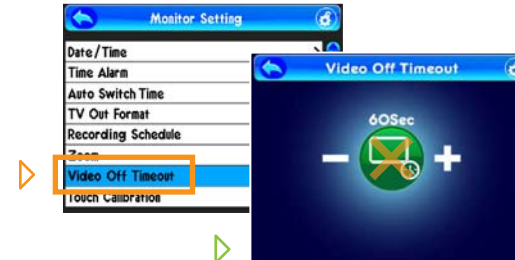 Monitor Setting
Date/Time
Time Alarm
Auto Switch Time
TV Out Format
Recording Schedule
Zoom
Video Off Timeout
Touch Calibration
Video Off Timeout
60Sec